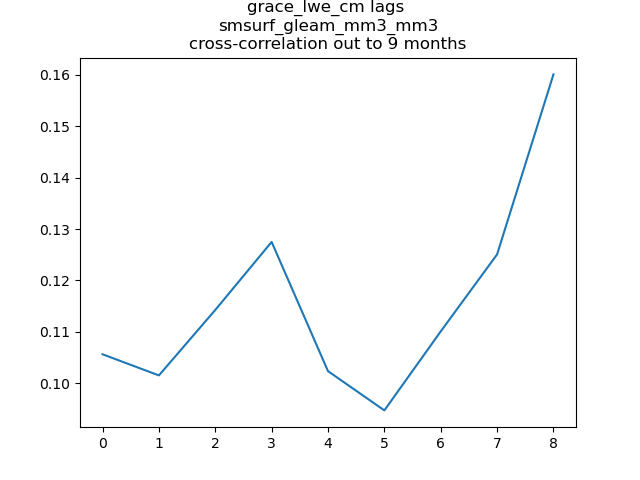 grace_lwe_cm lags
smsurf_gleam_mm3_mm3
cross-correlation out to 9 months
0.16
0.15
0.14
0.13
0.12
0.11
0.10
0 1 2 3 4 5 6 7 8